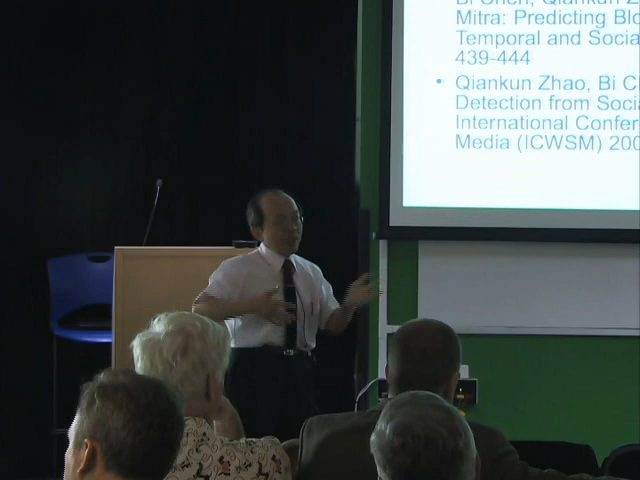 Bi Chen, Qiankun Z
Mitra: Predicting Blo
Temporal and Socia
439-444
• Qiankun Zhao, Bi C
Detection from Soci
International Confer
Media (ICWSM) 200